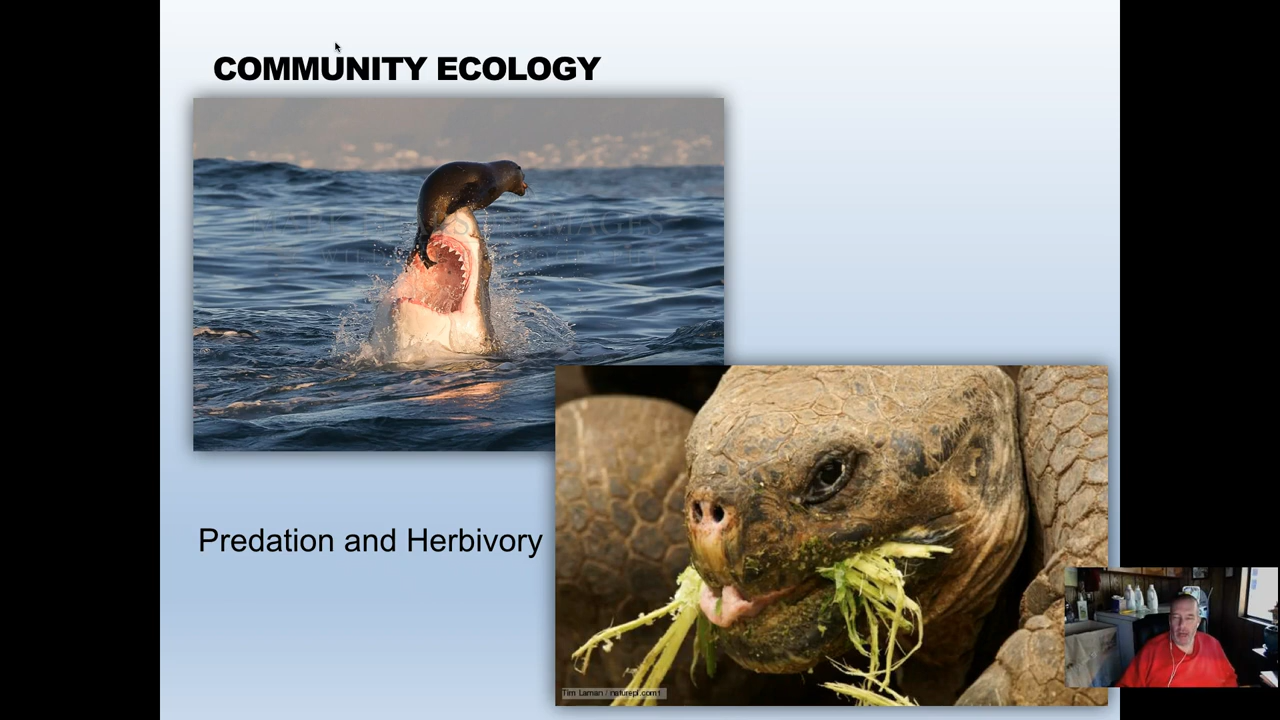 COMMUNITY ECOLOGY
Predation and Herbivory
Tim Laman / naturepl.com